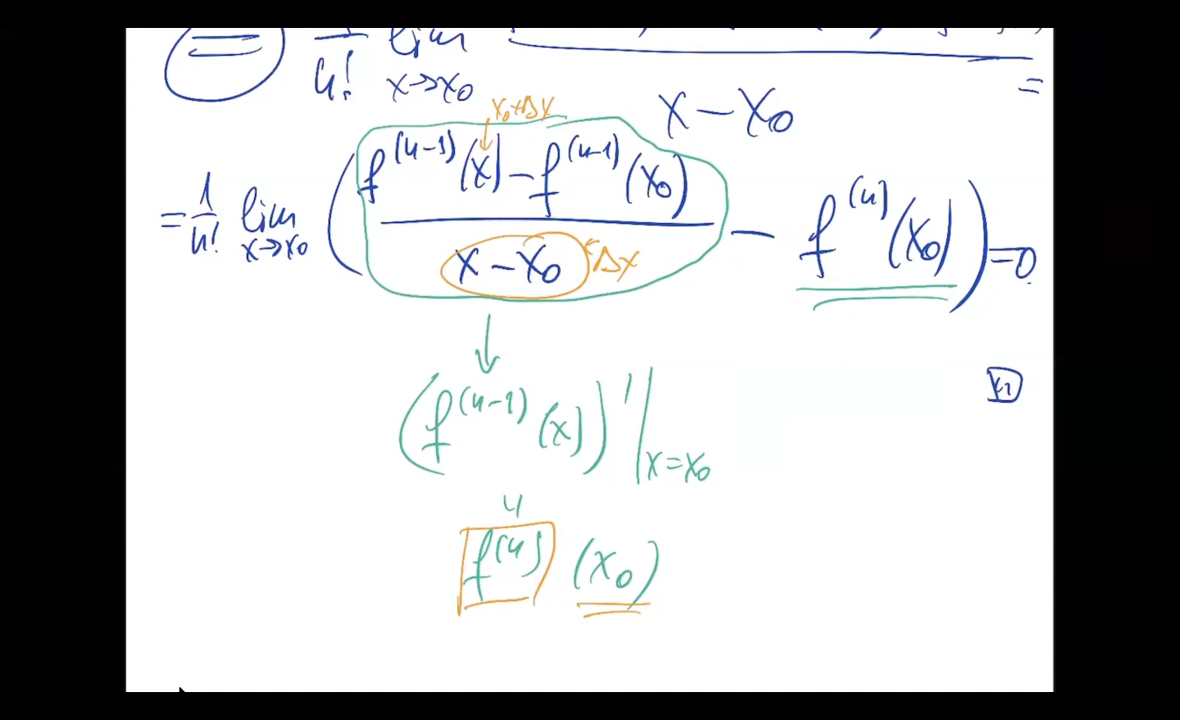 = 1/n! lim x→x₀ x − x₀ =
x₀+Δx
= 1/n! lim x→x₀ ( (f⁽ⁿ⁻¹⁾(x) − f⁽ⁿ⁻¹⁾(x₀)) / (x − x₀) − f⁽ⁿ⁾(x₀) ) = 0
Δx
↓
(f⁽ⁿ⁻¹⁾(x))′|x=x₀
f⁽ⁿ⁾(x₀)